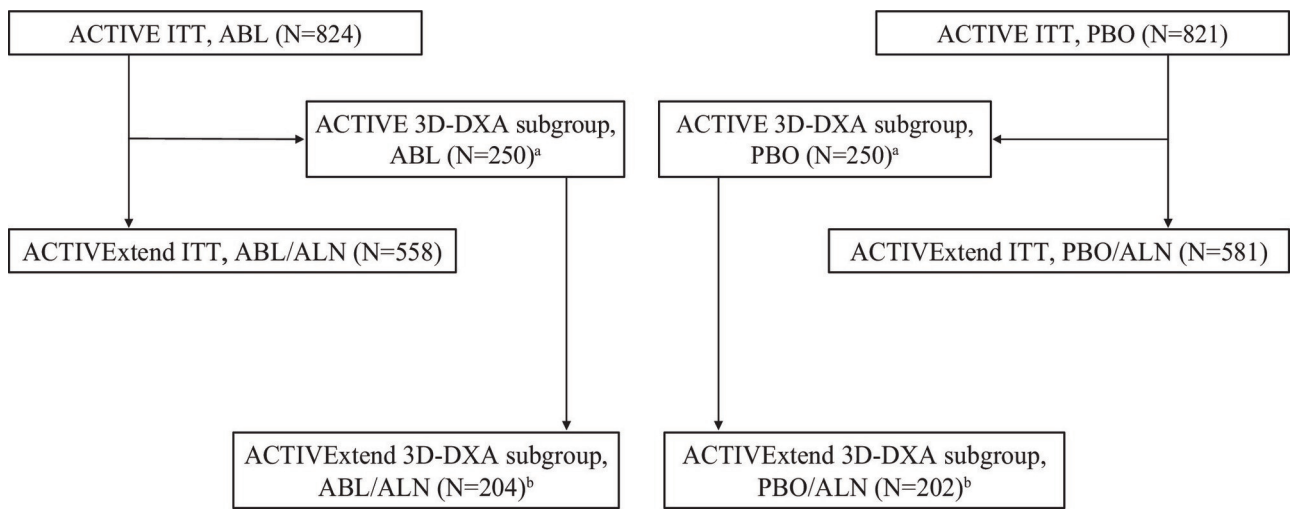 ACTIVE ITT, ABL (N=824)
ACTIVE ITT, PBO (N=821)
ACTIVE 3D-DXA subgroup,
ABL (N=250)ᵃ
ACTIVE 3D-DXA subgroup,
PBO (N=250)ᵃ
ACTIVExtend ITT, ABL/ALN (N=558)
ACTIVExtend ITT, PBO/ALN (N=581)
ACTIVExtend 3D-DXA subgroup,
ABL/ALN (N=204)ᵇ
ACTIVExtend 3D-DXA subgroup,
PBO/ALN (N=202)ᵇ